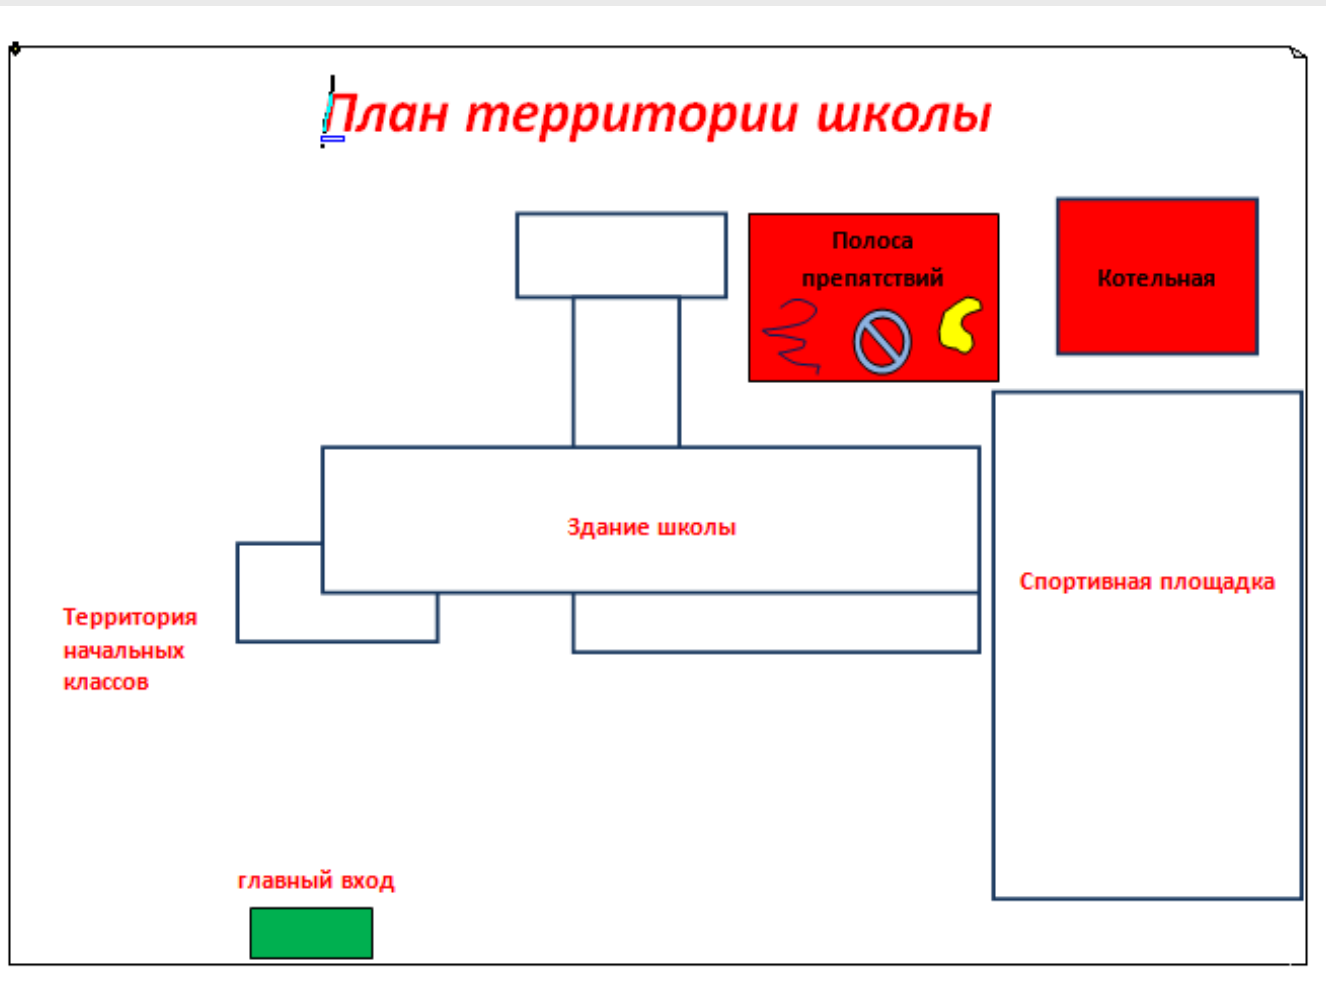 План территории школы
Полоса
препятствий
Котельная
Здание школы
Спортивная площадка
Территория
начальных
классов
главный вход